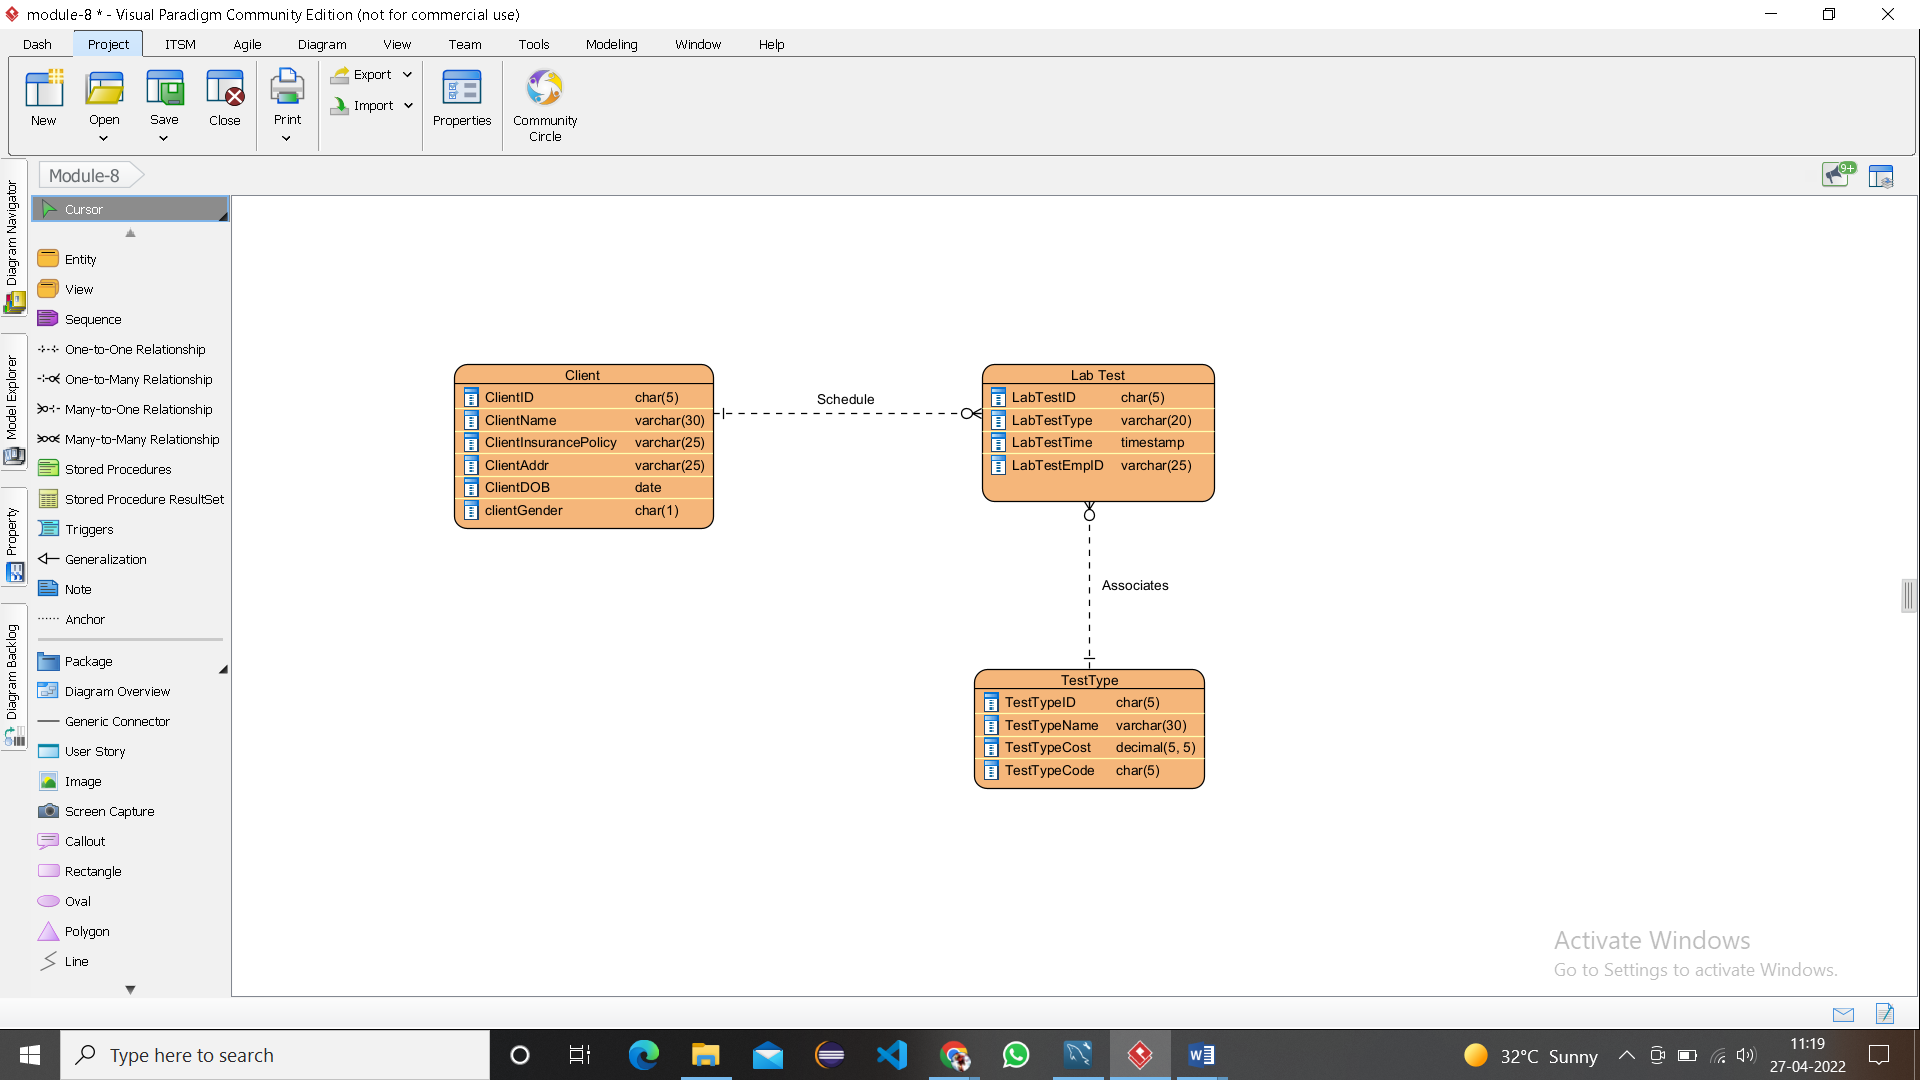 module-8 * - Visual Paradigm Community Edition (not for commercial use)
Dash Project ITSM Agile Diagram View Team Tools Modeling Window Help
New Open Save Close Print Export Import Properties Community Circle
Module-8
9+
Diagram Navigator
Model Explorer
Property
Diagram Backlog
Cursor
Entity
View
Sequence
One-to-One Relationship
One-to-Many Relationship
Many-to-One Relationship
Many-to-Many Relationship
Stored Procedures
Stored Procedure ResultSet
Triggers
Generalization
Note
Anchor
Package
Diagram Overview
Generic Connector
User Story
Image
Screen Capture
Callout
Rectangle
Oval
Polygon
Line
Client
ClientID char(5)
ClientName varchar(30)
ClientInsurancePolicy varchar(25)
ClientAddr varchar(25)
ClientDOB date
clientGender char(1)
Schedule
Lab Test
LabTestID char(5)
LabTestType varchar(20)
LabTestTime timestamp
LabTestEmpID varchar(25)
Associates
TestType
TestTypeID char(5)
TestTypeName varchar(30)
TestTypeCost decimal(5, 5)
TestTypeCode char(5)
Activate Windows
Go to Settings to activate Windows.
Type here to search
32°C Sunny
11:19
27-04-2022